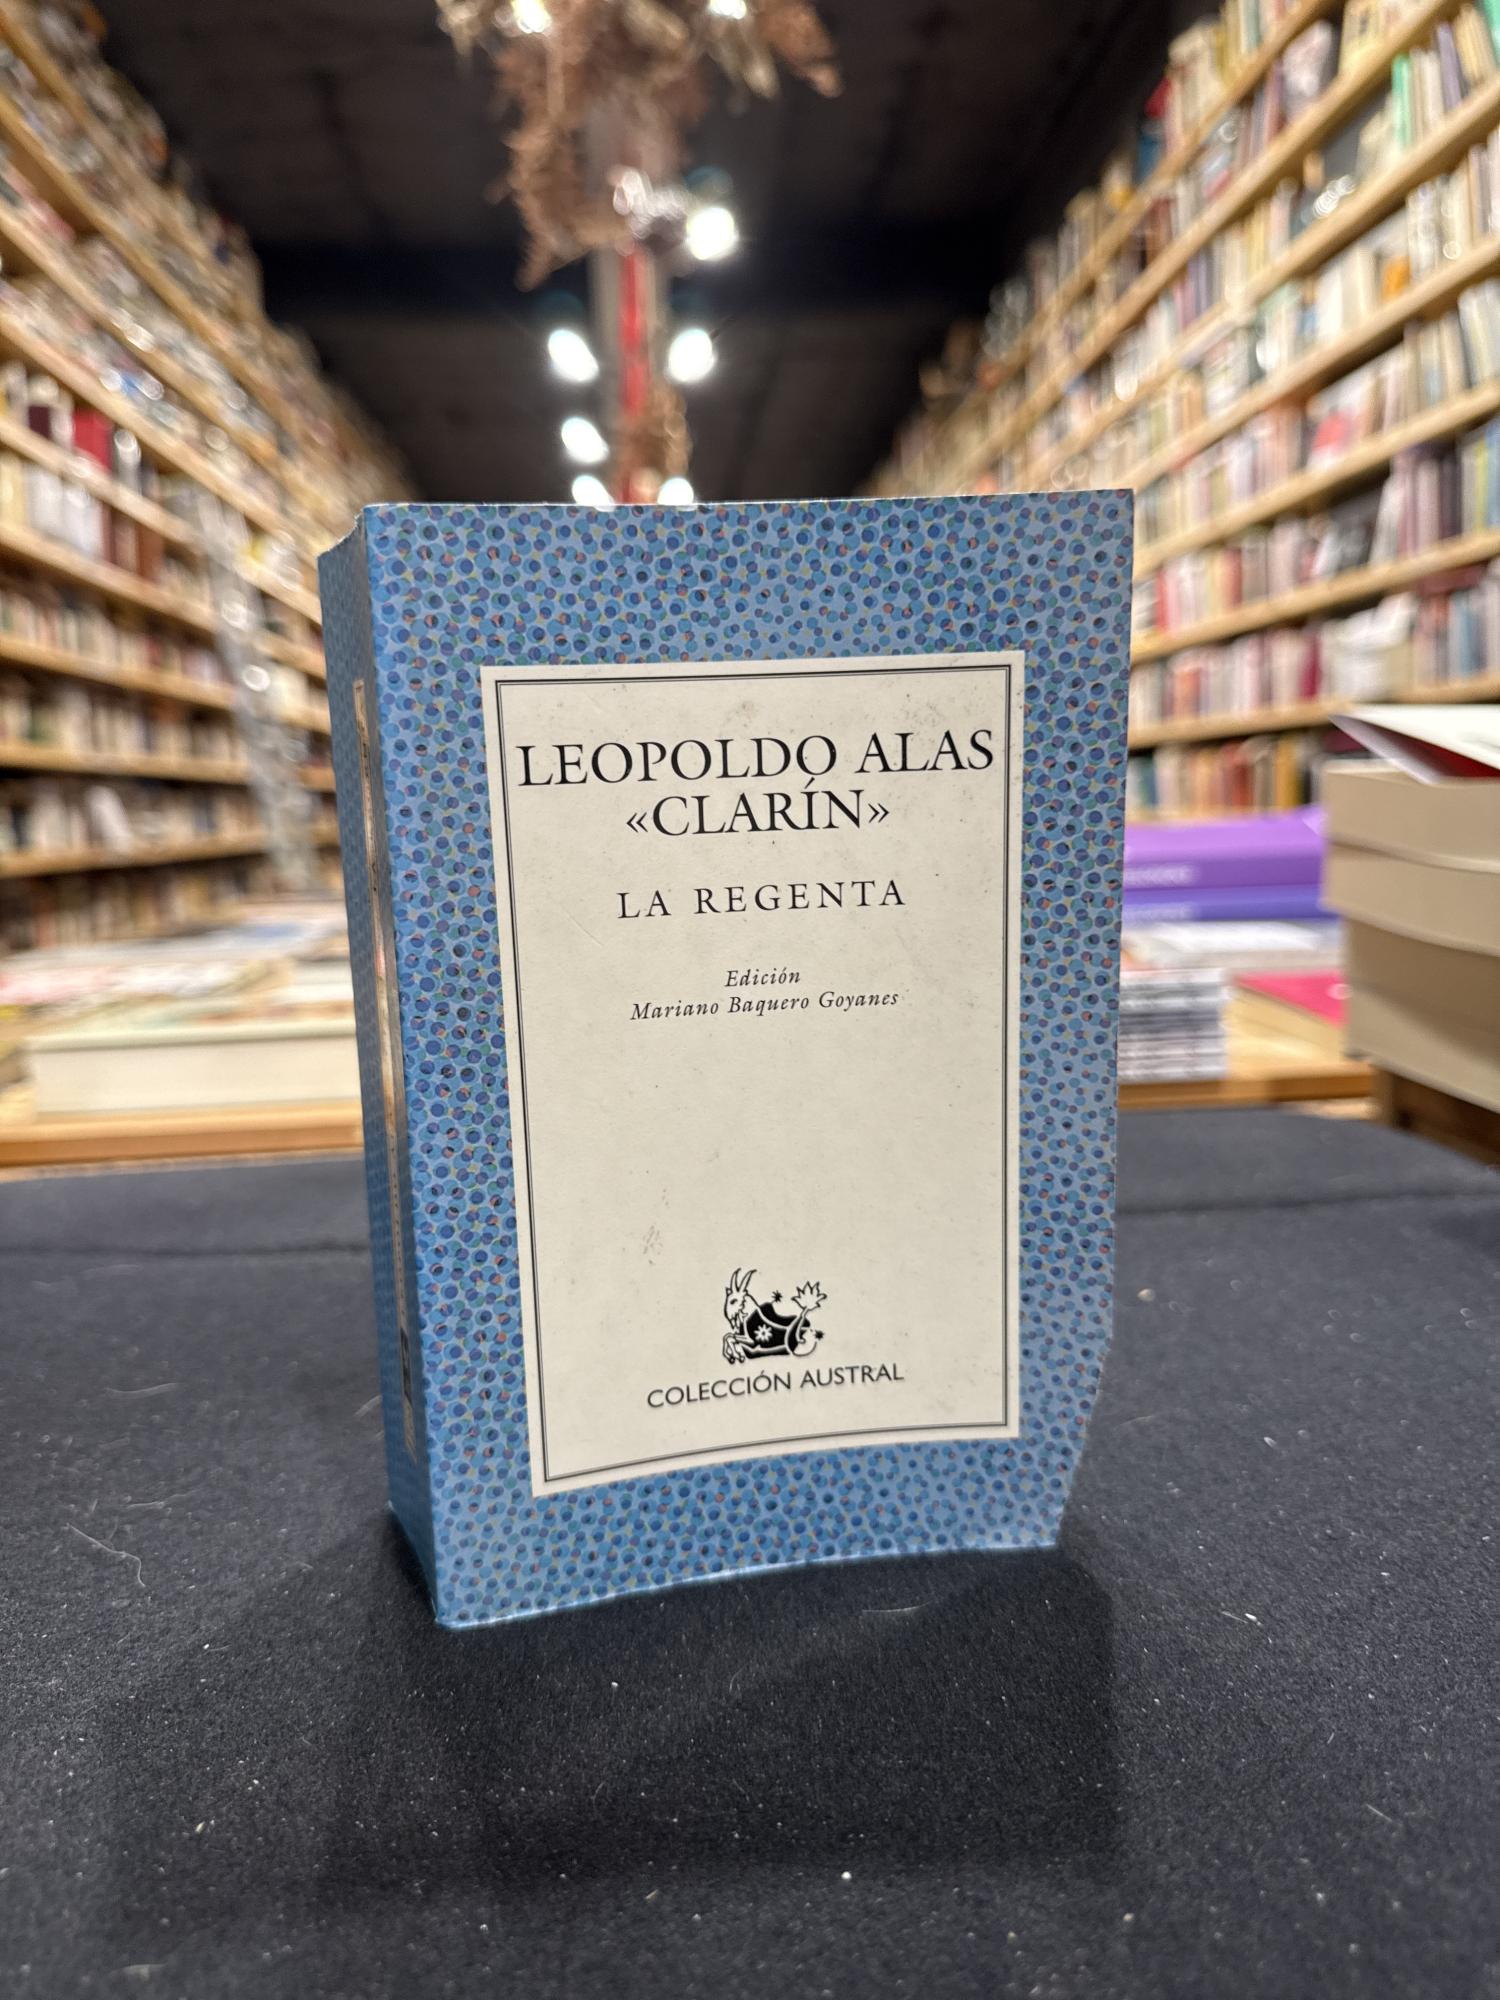 LEOPOLDO ALAS
«CLARÍN»
LA REGENTA
Edición
Mariano Baquero Goyanes
COLECCIÓN AUSTRAL